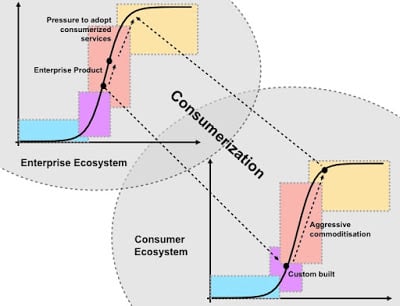 Pressure to adopt
consumerized
services
Enterprise Product
Enterprise Ecosystem
Consumerization
Consumer
Ecosystem
Aggressive
commoditisation
Custom built